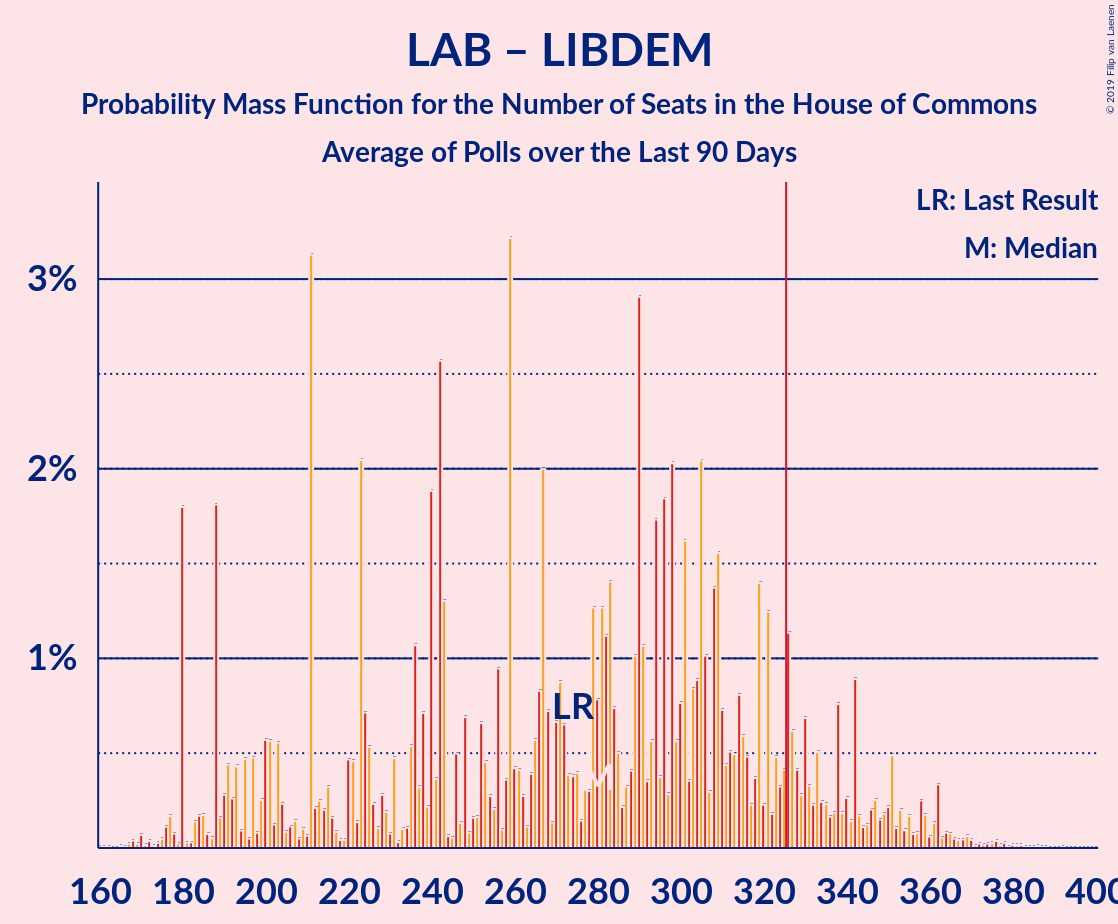 LAB – LIBDEM
Probability Mass Function for the Number of Seats in the House of Commons
Average of Polls over the Last 90 Days
© 2019 Filip van Laenen
LR: Last Result
M: Median
3%
2%
1%
LR
M
160 180 200 220 240 260 280 300 320 340 360 380 400